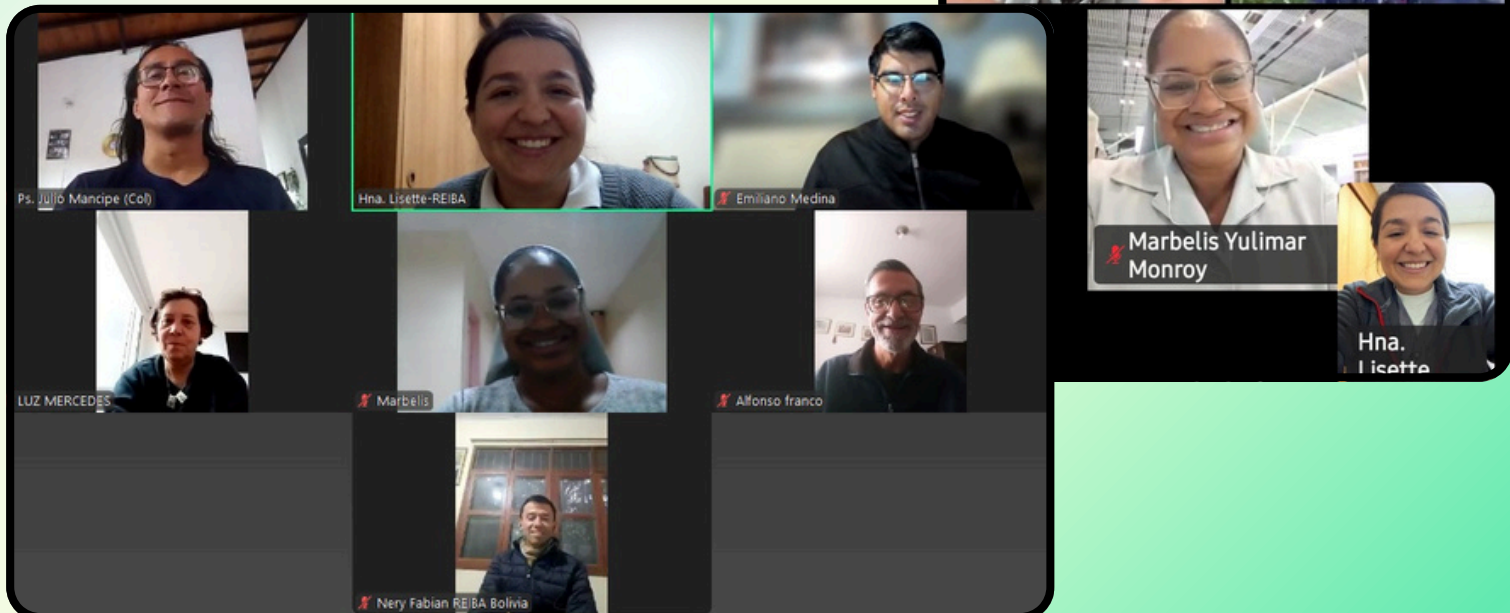 Ps. Julio Mancipe (Col)
Hna. Lisette-REIBA
Emiliano Medina
LUZ MERCEDES
Marbelis
Alfonso franco
Nery Fabian REIBA Bolivia
Marbelis Yulimar
Monroy
Hna.
Lisette